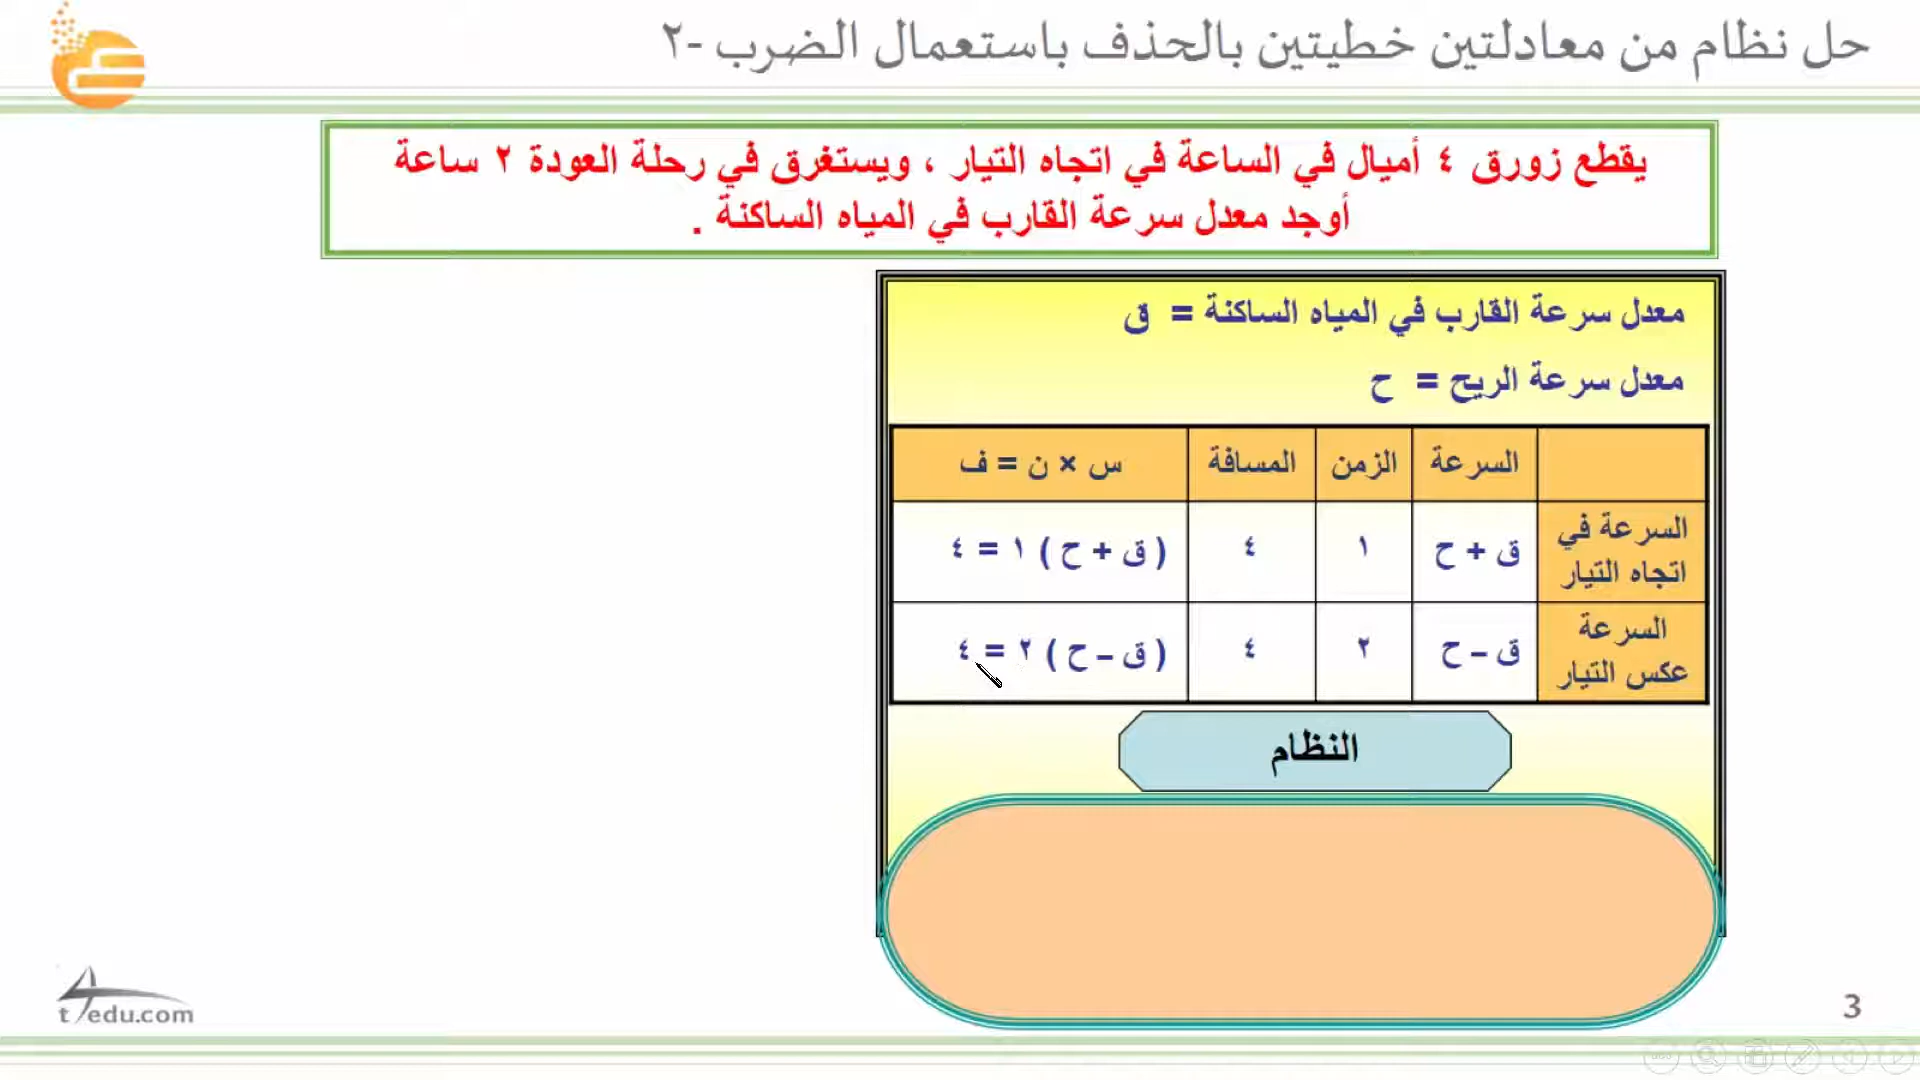 حل نظام من معادلتين خطيتين بالحذف باستعمال الضرب -٢
يقطع زورق ٤ أميال في الساعة في اتجاه التيار ، ويستغرق في رحلة العودة ٢ ساعة
أوجد معدل سرعة القارب في المياه الساكنة .
معدل سرعة القارب في المياه الساكنة = ق
معدل سرعة الريح = ح
السرعة الزمن المسافة س × ن = ف
السرعة في اتجاه التيار ق + ح ١ ٤ ( ق + ح ) ١ = ٤
السرعة عكس التيار ق – ح ٢ ٤ ( ق – ح ) ٢ = ٤
النظام
t4edu.com
3